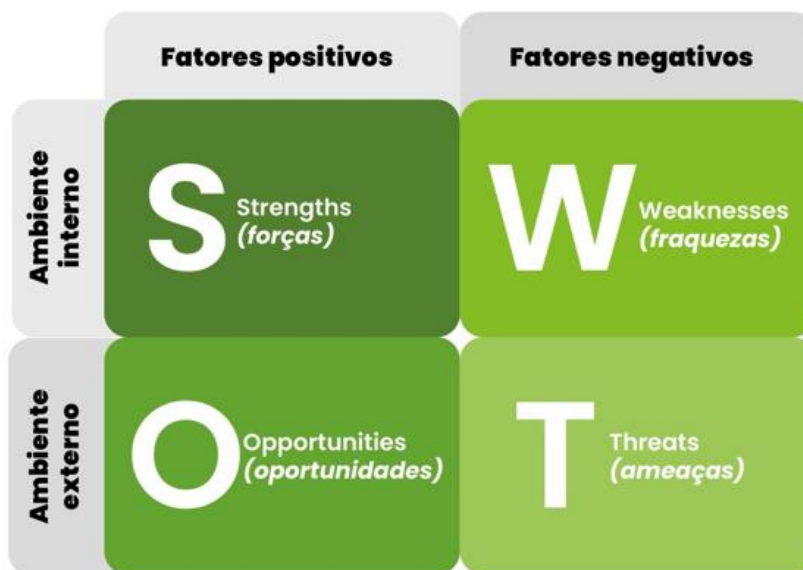 Fatores positivos
Fatores negativos
Ambiente
interno
S
Strengths
(forças)
W
Weaknesses
(fraquezas)
Ambiente
externo
O
Opportunities
(oportunidades)
T
Threats
(ameaças)